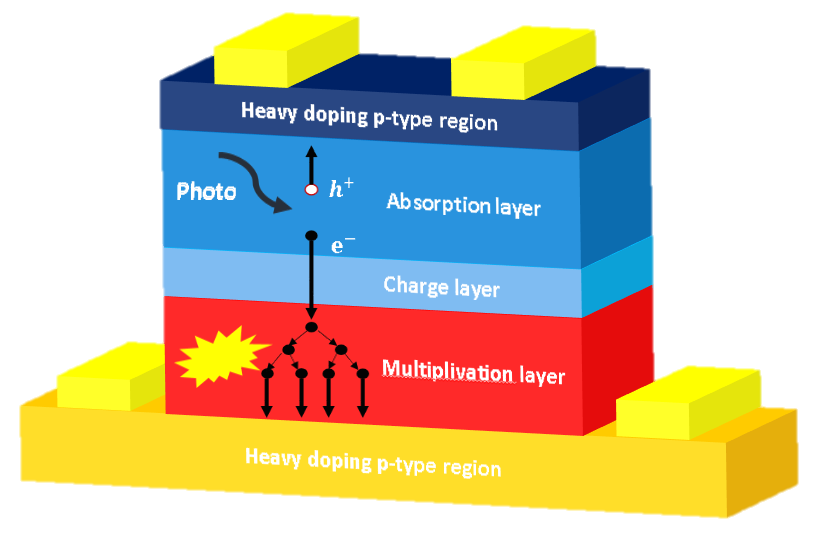 Heavy doping p-type region
Photo
h⁺
Absorption layer
e⁻
Charge layer
Multiplivation layer
Heavy doping p-type region